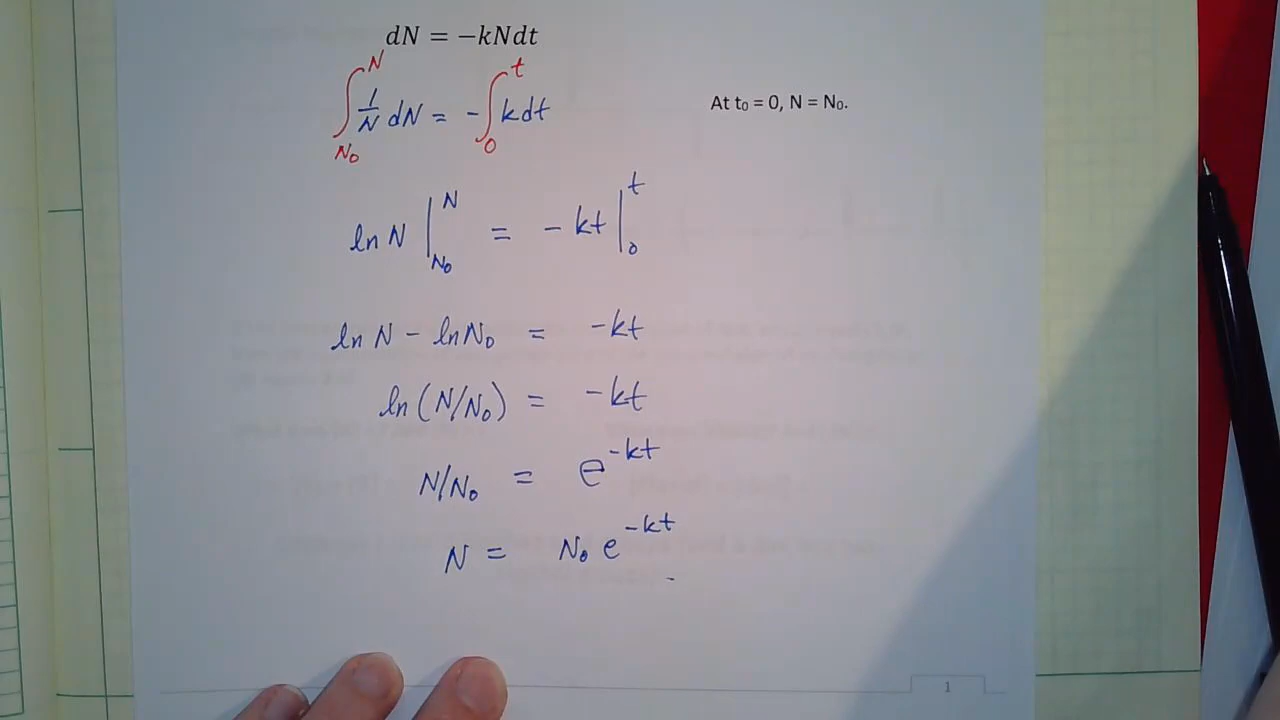 dN = −kNdt
∫_{N₀}^{N} 1/N dN = -∫_{0}^{t} kdt
At t₀ = 0, N = N₀.
ln N |_{N₀}^{N} = - kt |_{0}^{t}
ln N - ln N₀ = -kt
ln (N/N₀) = -kt
N/N₀ = e^{-kt}
N = N₀ e^{-kt}
1